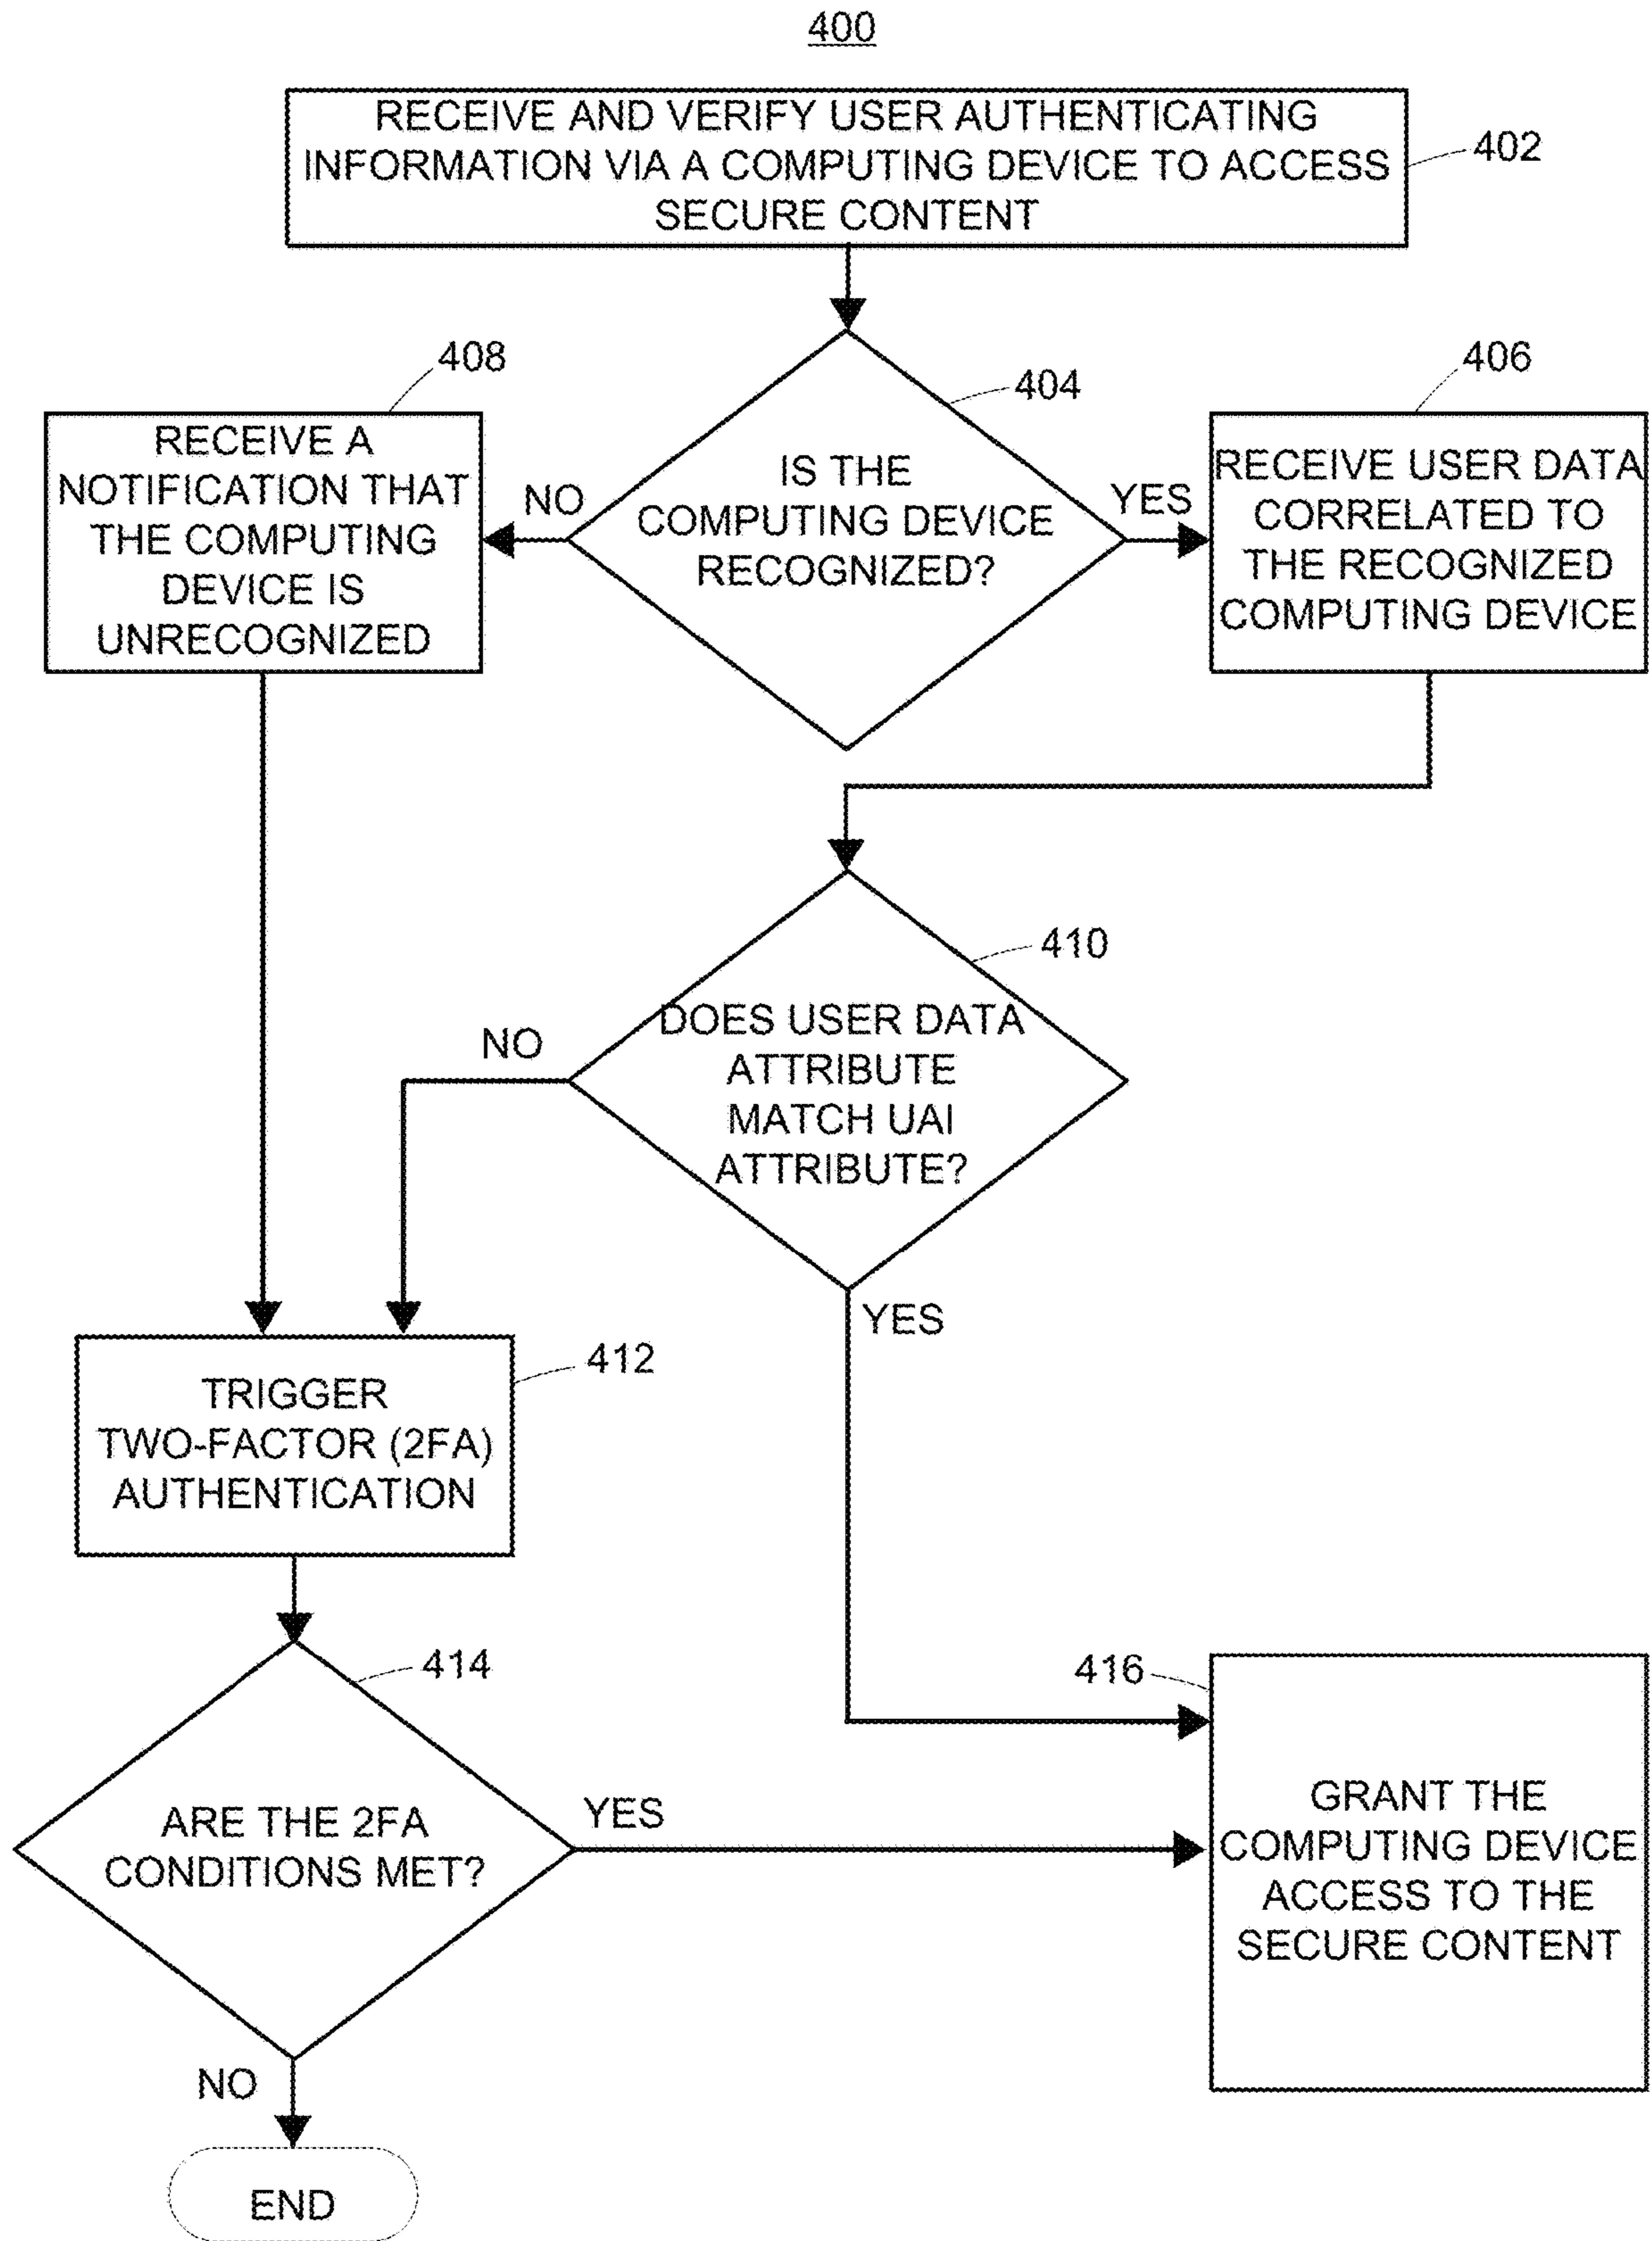 400
RECEIVE AND VERIFY USER AUTHENTICATING
INFORMATION VIA A COMPUTING DEVICE TO ACCESS
SECURE CONTENT
402
404
IS THE
COMPUTING DEVICE
RECOGNIZED?
NO
YES
408
RECEIVE A
NOTIFICATION THAT
THE COMPUTING
DEVICE IS
UNRECOGNIZED
406
RECEIVE USER DATA
CORRELATED TO
THE RECOGNIZED
COMPUTING DEVICE
410
DOES USER DATA
ATTRIBUTE
MATCH UAI
ATTRIBUTE?
NO
YES
412
TRIGGER
TWO-FACTOR (2FA)
AUTHENTICATION
414
ARE THE 2FA
CONDITIONS MET?
YES
NO
416
GRANT THE
COMPUTING DEVICE
ACCESS TO THE
SECURE CONTENT
END